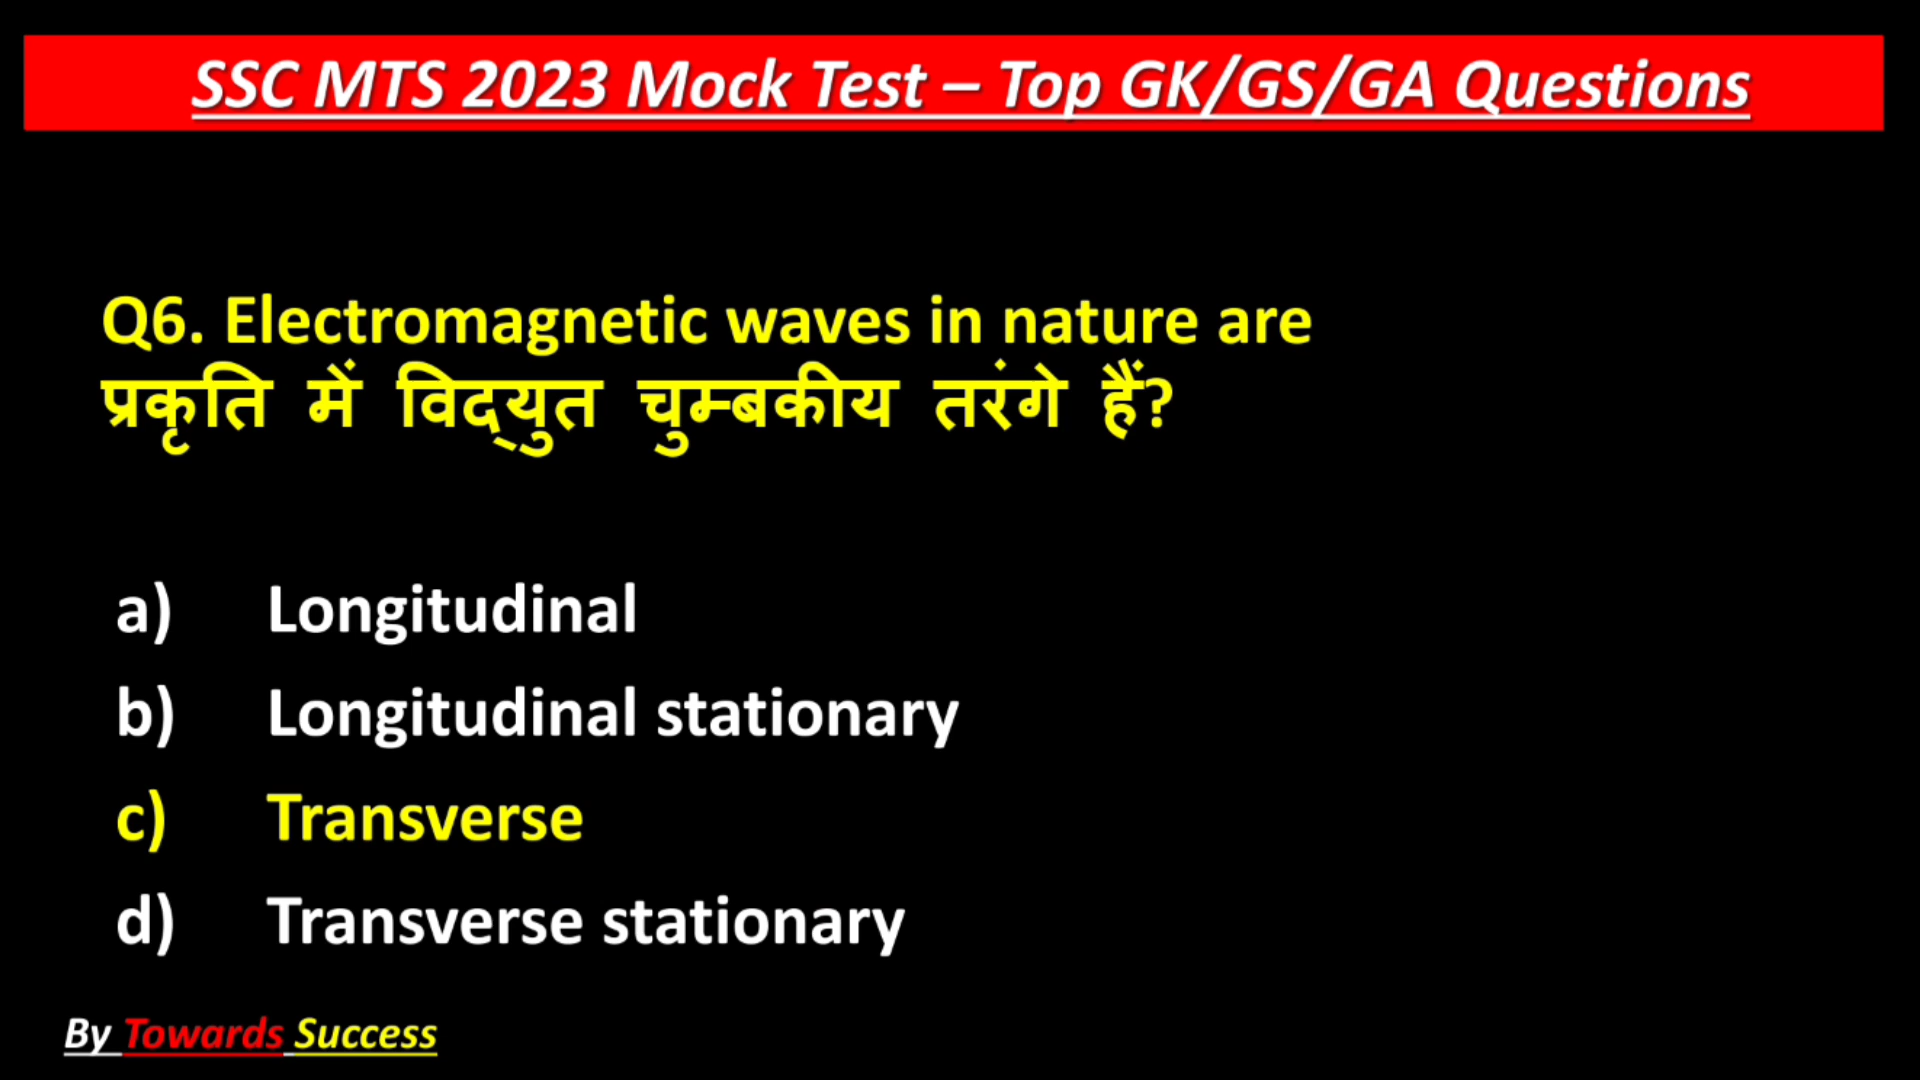 SSC MTS 2023 Mock Test – Top GK/GS/GA Questions
Q6. Electromagnetic waves in nature are
प्रकृति में विद्युत चुम्बकीय तरंगे हैं?
a) Longitudinal
b) Longitudinal stationary
c) Transverse
d) Transverse stationary
By Towards Success